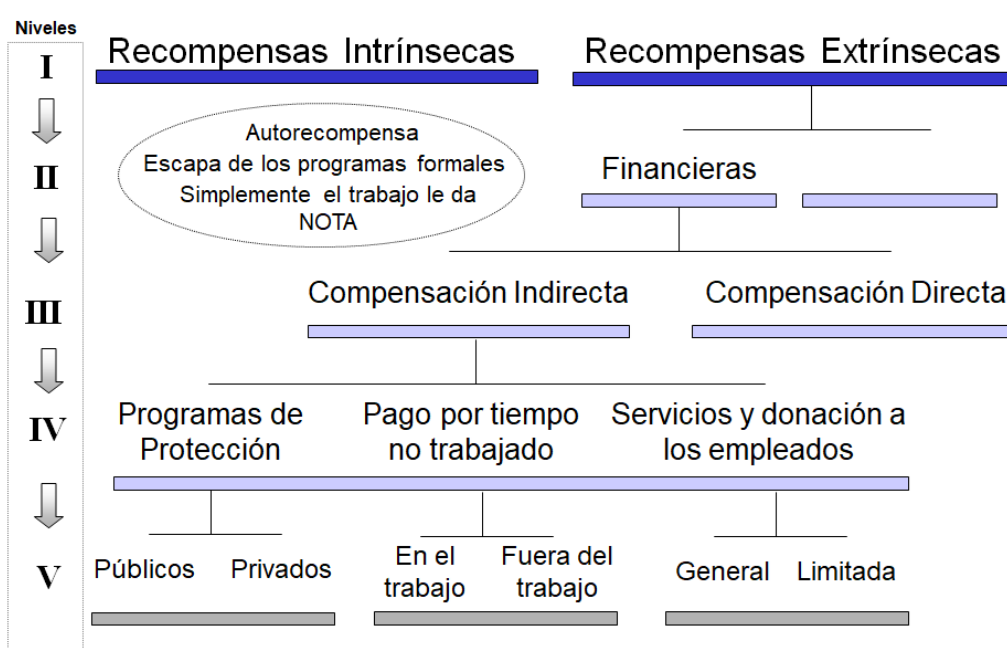 Niveles
I
Recompensas Intrínsecas
Recompensas Extrínsecas
Autorecompensa
Escapa de los programas formales
Simplemente el trabajo le da
NOTA
II
Financieras
III
Compensación Indirecta
Compensación Directa
IV
Programas de
Protección
Pago por tiempo
no trabajado
Servicios y donación a
los empleados
V
Públicos
Privados
En el
trabajo
Fuera del
trabajo
General
Limitada